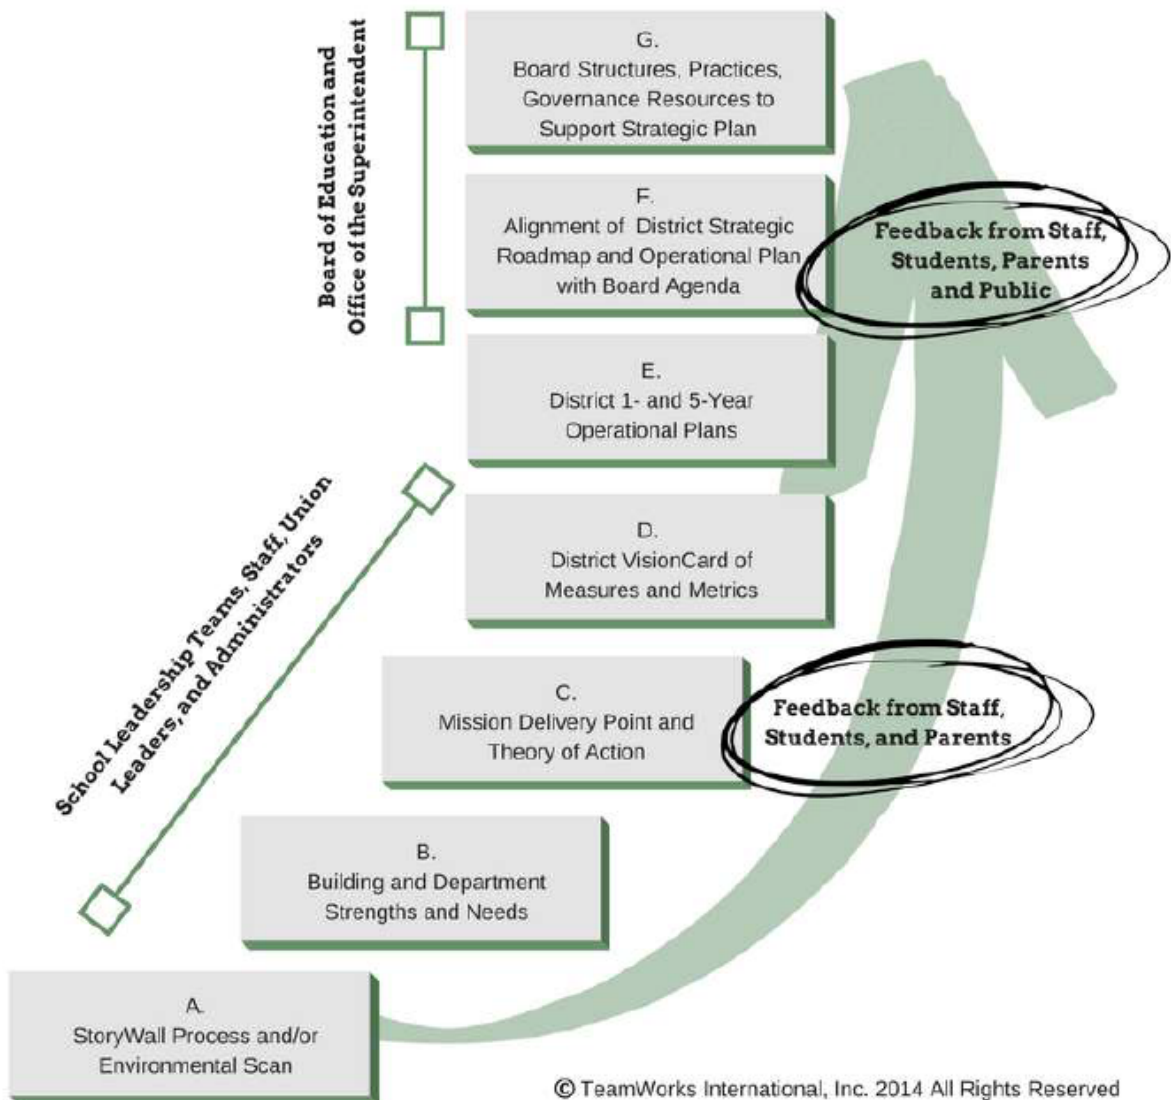 Board of Education and
Office of the Superintendent
G.
Board Structures, Practices,
Governance Resources to
Support Strategic Plan
F.
Alignment of District Strategic
Roadmap and Operational Plan
with Board Agenda
Feedback from Staff,
Students, Parents
and Public
E.
District 1- and 5-Year
Operational Plans
School Leadership Teams, Staff, Union
Leaders, and Administrators
D.
District VisionCard of
Measures and Metrics
C.
Mission Delivery Point and
Theory of Action
Feedback from Staff,
Students, and Parents
B.
Building and Department
Strengths and Needs
A.
StoryWall Process and/or
Environmental Scan
© TeamWorks International, Inc. 2014 All Rights Reserved